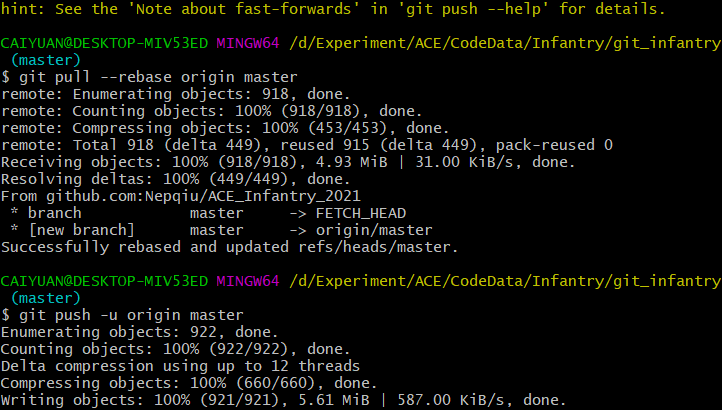 hint: See the 'Note about fast-forwards' in 'git push --help' for details.
CAIYUAN@DESKTOP-MIV53ED MINGW64 /d/Experiment/ACE/CodeData/Infantry/git_infantry
(master)
$ git pull --rebase origin master
remote: Enumerating objects: 918, done.
remote: Counting objects: 100% (918/918), done.
remote: Compressing objects: 100% (453/453), done.
remote: Total 918 (delta 449), reused 915 (delta 449), pack-reused 0
Receiving objects: 100% (918/918), 4.93 MiB | 31.00 KiB/s, done.
Resolving deltas: 100% (449/449), done.
From github.com:Nepqiu/ACE_Infantry_2021
* branch master -> FETCH_HEAD
* [new branch] master -> origin/master
Successfully rebased and updated refs/heads/master.
CAIYUAN@DESKTOP-MIV53ED MINGW64 /d/Experiment/ACE/CodeData/Infantry/git_infantry
(master)
$ git push -u origin master
Enumerating objects: 922, done.
Counting objects: 100% (922/922), done.
Delta compression using up to 12 threads
Compressing objects: 100% (660/660), done.
Writing objects: 100% (921/921), 5.61 MiB | 587.00 KiB/s, done.